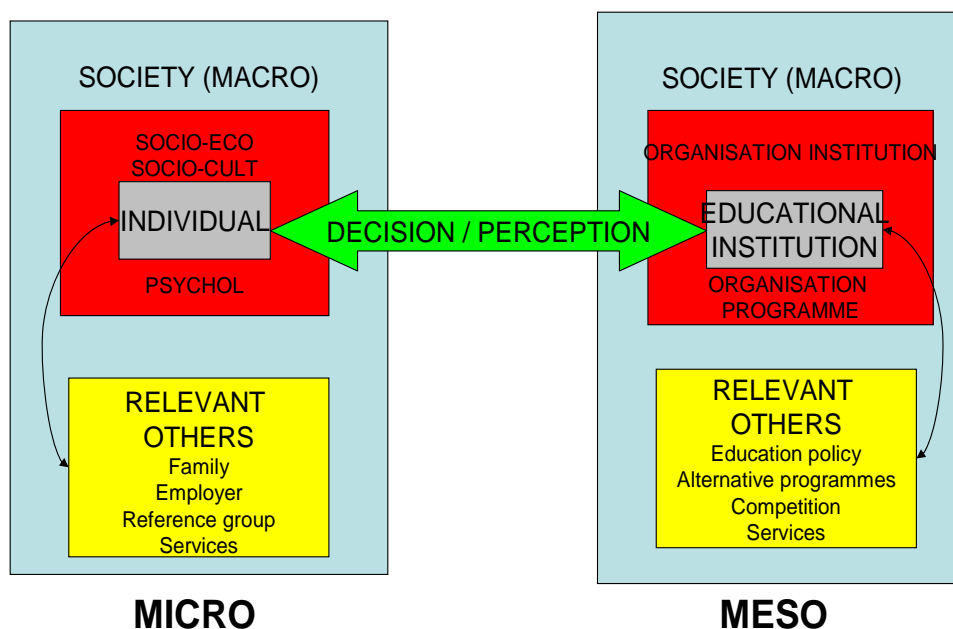 SOCIETY (MACRO)
SOCIO-ECO
SOCIO-CULT
INDIVIDUAL
PSYCHOL
RELEVANT
OTHERS
Family
Employer
Reference group
Services
MICRO
DECISION / PERCEPTION
SOCIETY (MACRO)
ORGANISATION INSTITUTION
EDUCATIONAL
INSTITUTION
ORGANISATION
PROGRAMME
RELEVANT
OTHERS
Education policy
Alternative programmes
Competition
Services
MESO